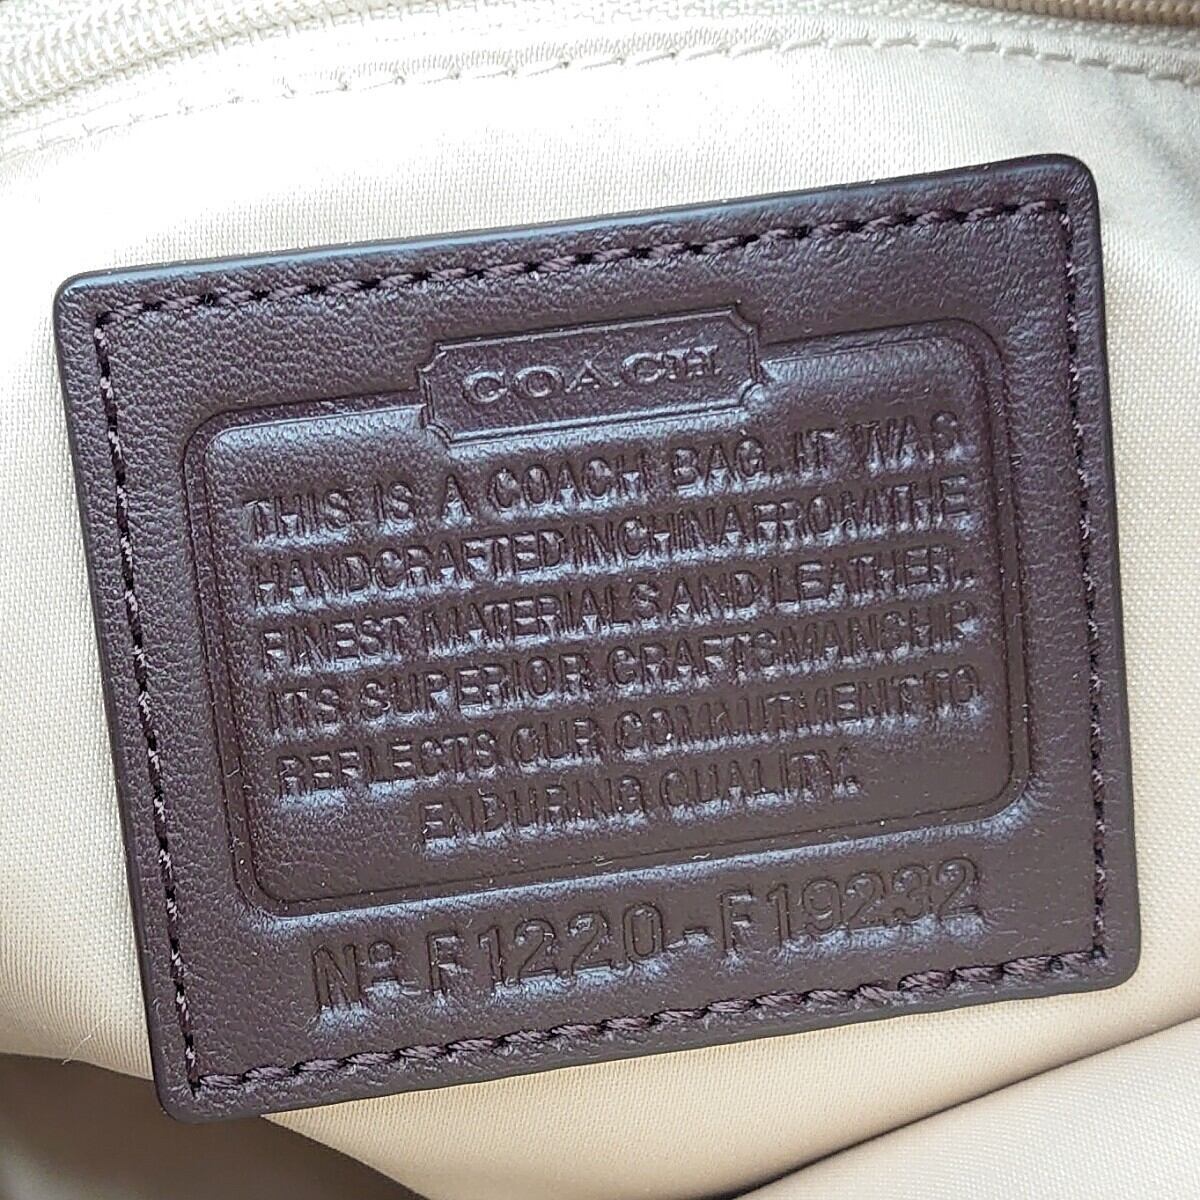 COACH
THIS IS A COACH BAG. IT WAS
HANDCRAFTED IN CHINA FROM THE
FINEST MATERIALS AND LEATHER.
ITS SUPERIOR CRAFTSMANSHIP
REFLECTS OUR COMMITMENT TO
ENDURING QUALITY.
Nº F1220-F19232